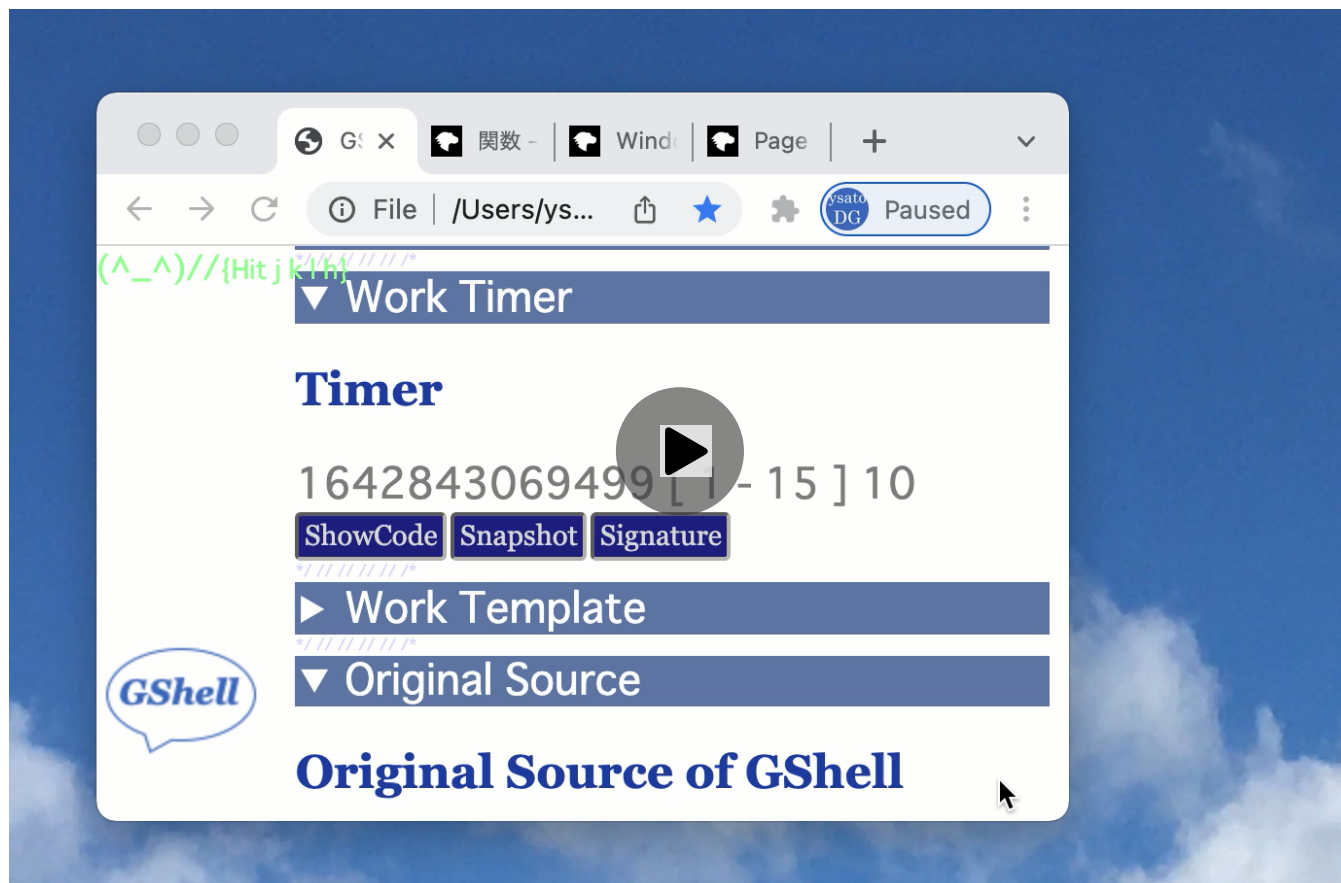 G 関数 - Wind Page
File /Users/ys... ysato DG Paused
*/ // // // // /*
(^_^)//{Hit j k l h}
▼ Work Timer
Timer
1642843069499 [ 1 - 15 ] 10
ShowCode Snapshot Signature
*/ // // // // /*
▶ Work Template
*/ // // // // /*
▼ Original Source
GShell
Original Source of GShell